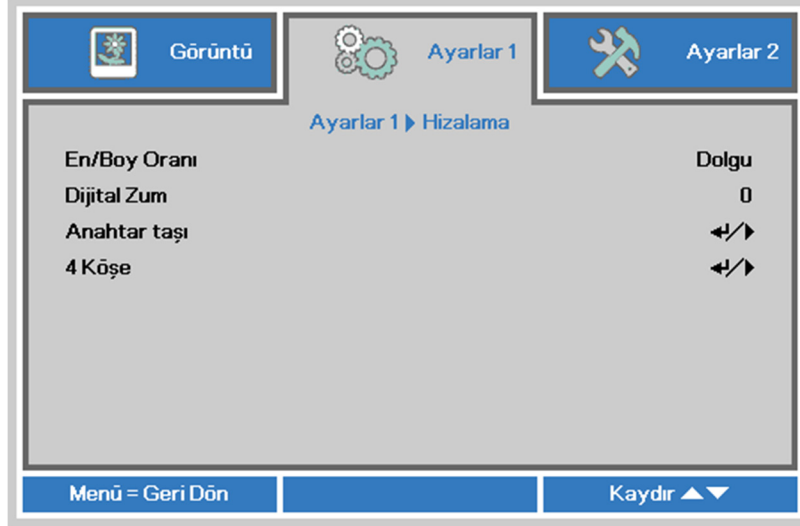 Görüntü
Ayarlar 1
Ayarlar 2
Ayarlar 1 Hizalama
En/Boy Oranı Dolgu
Dijital Zum 0
Anahtar taşı ↵/▶
4 Köşe ↵/▶
Menü = Geri Dön Kaydır ▲▼